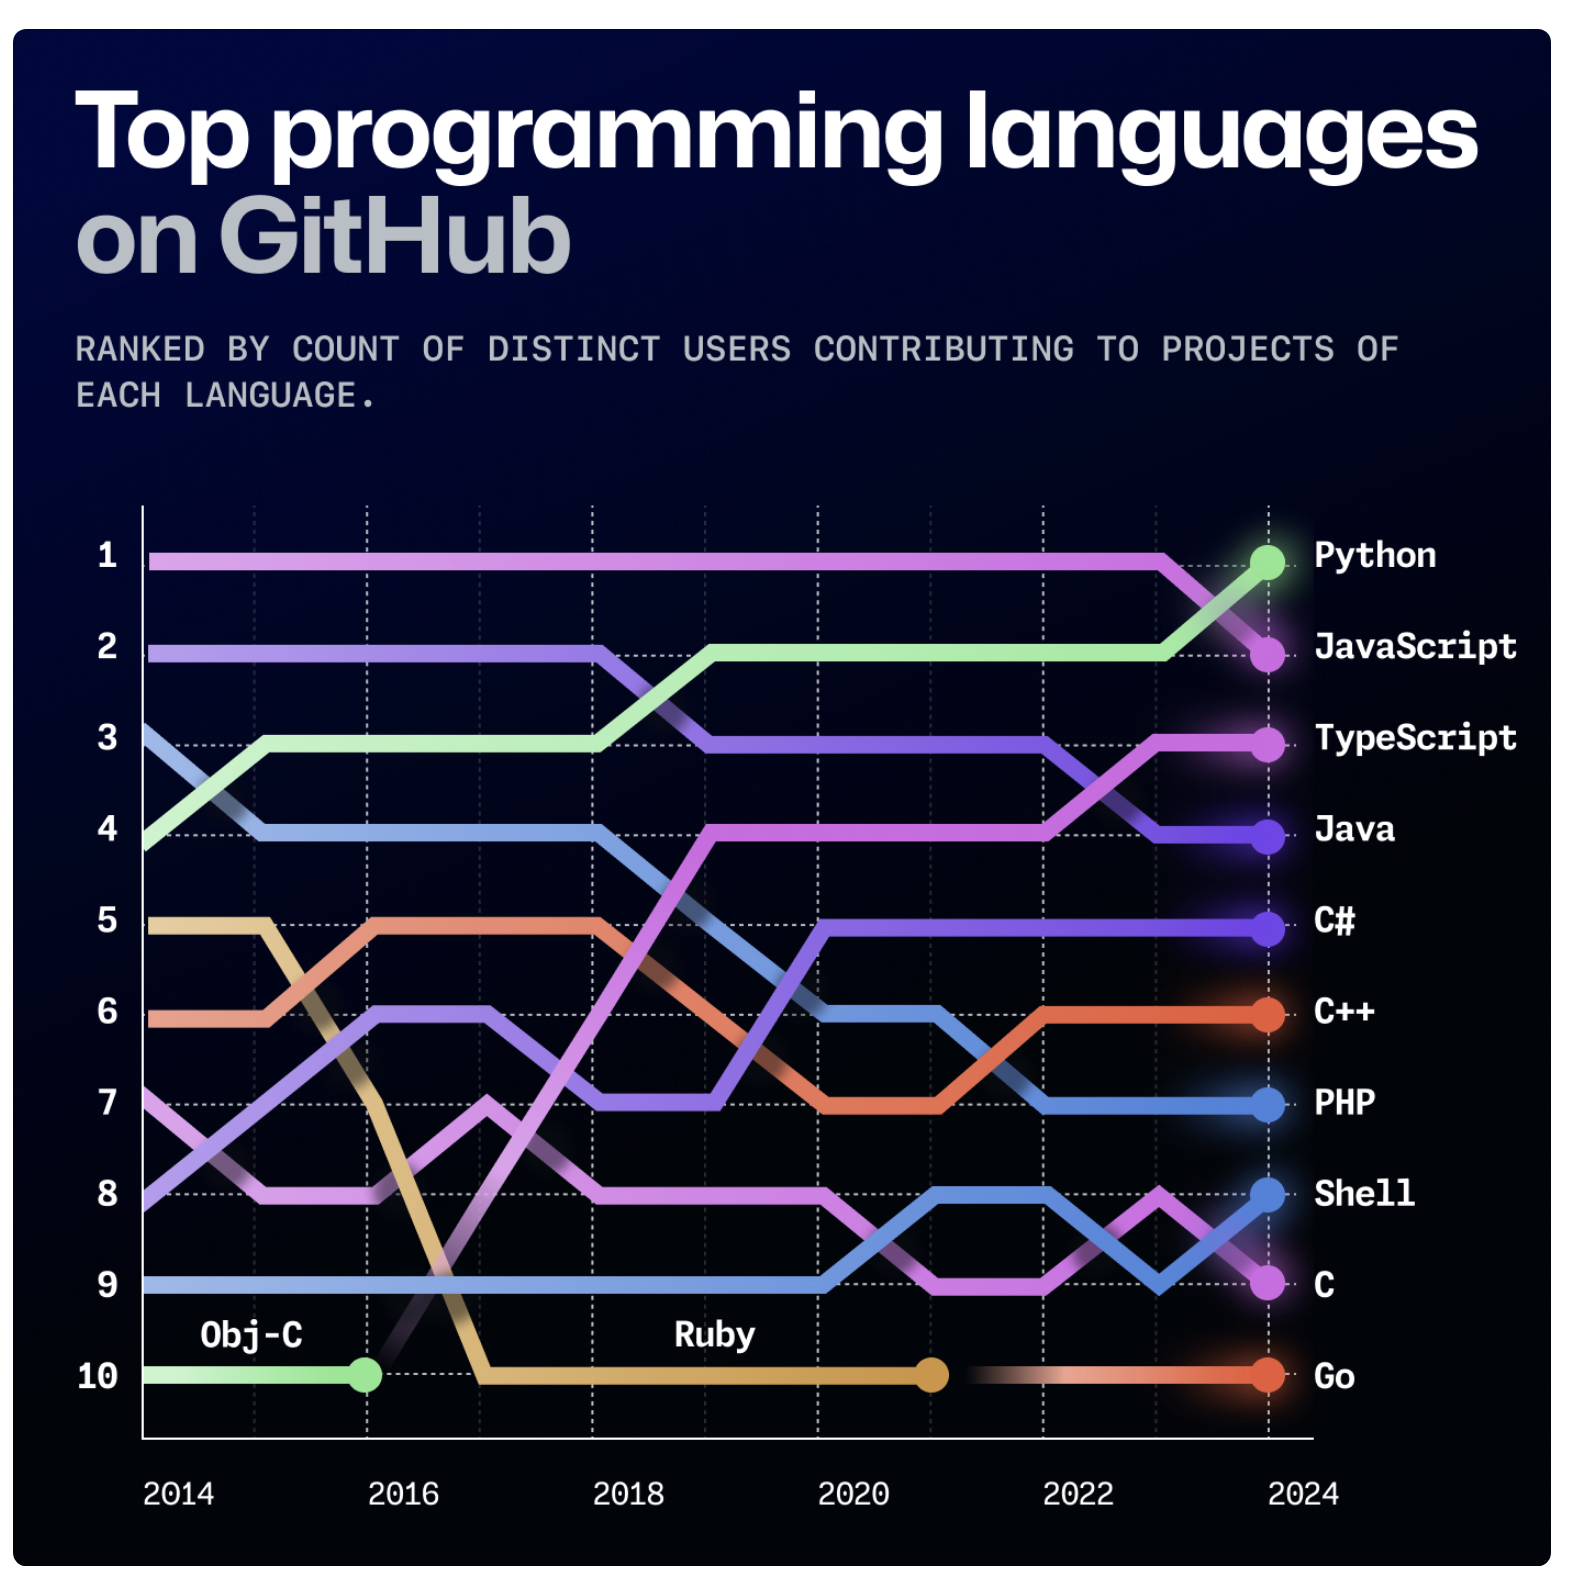 Top programming languages
on GitHub
RANKED BY COUNT OF DISTINCT USERS CONTRIBUTING TO PROJECTS OF
EACH LANGUAGE.
1
2
3
4
5
6
7
8
9
10
Python
JavaScript
TypeScript
Java
C#
C++
PHP
Shell
C
Go
Obj-C
Ruby
2014 2016 2018 2020 2022 2024